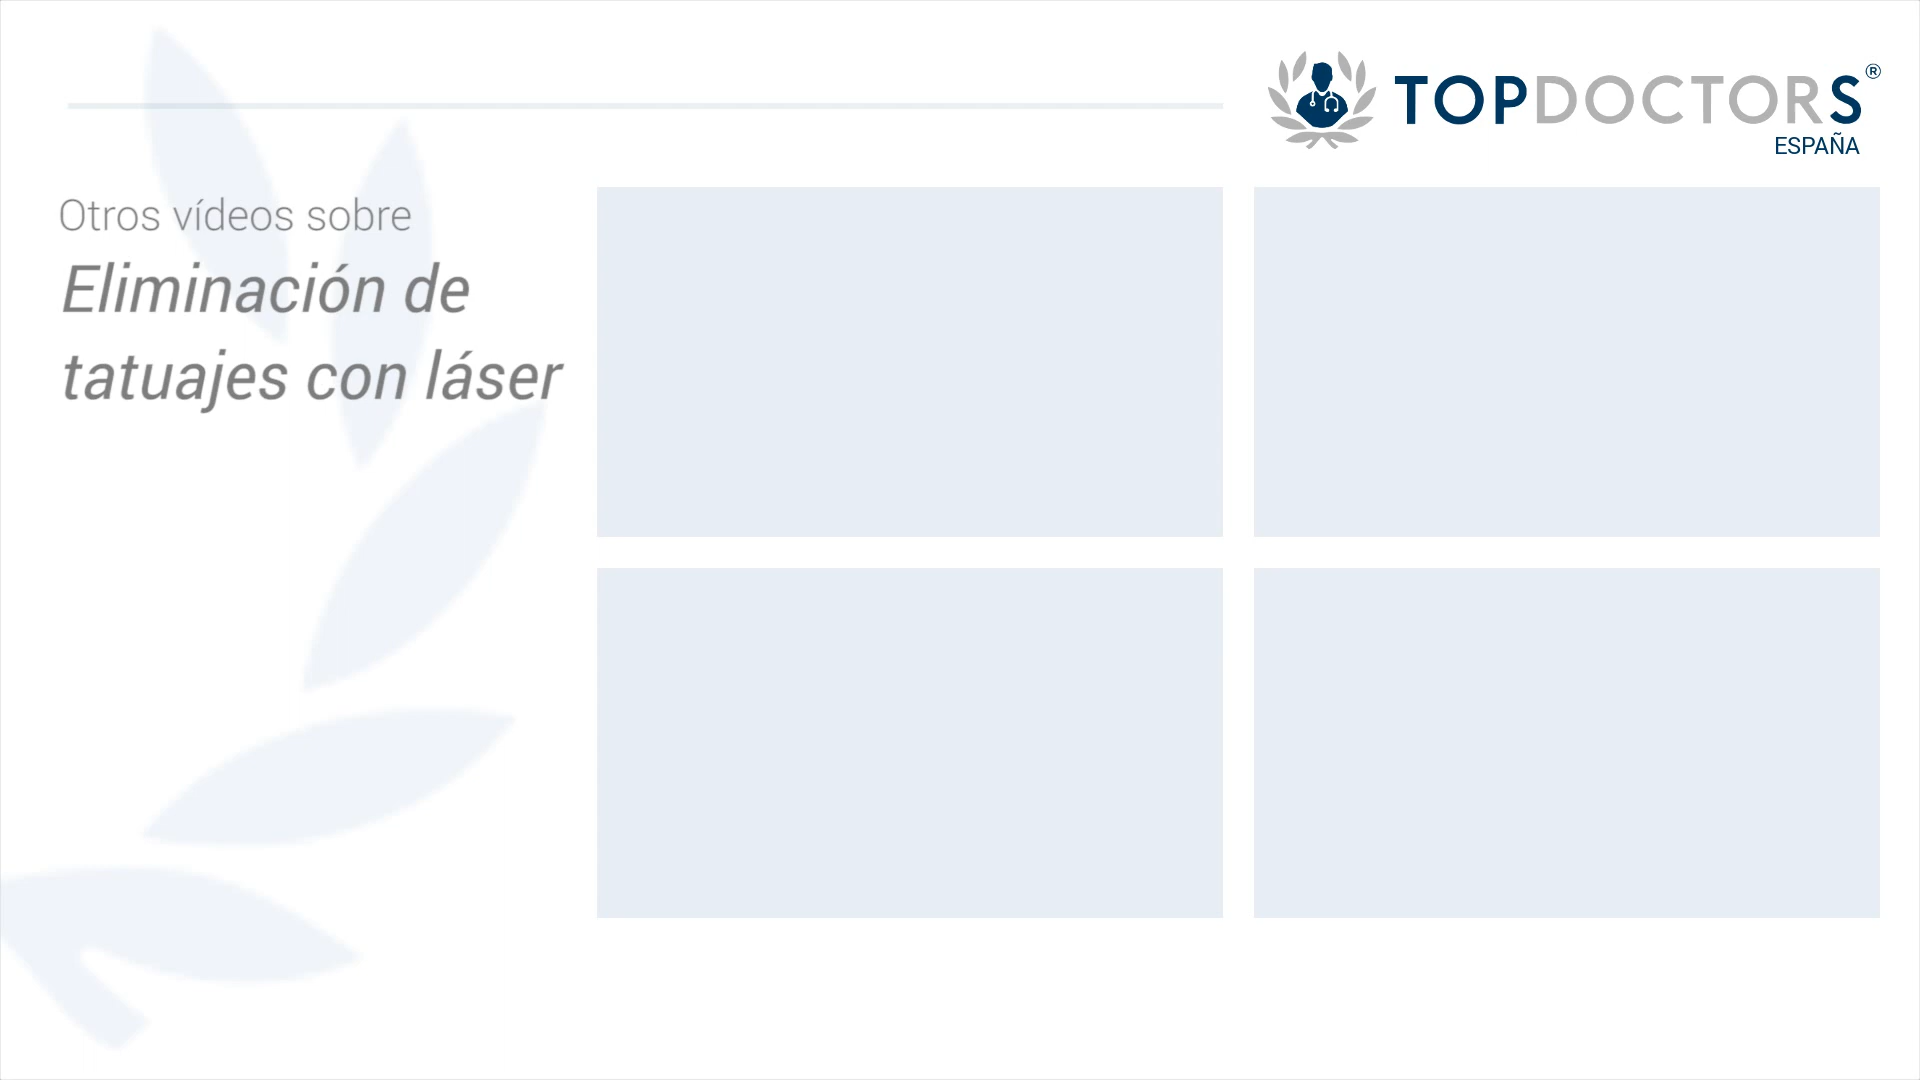 TOPDOCTORS®
ESPAÑA
Otros vídeos sobre
Eliminación de
tatuajes con láser